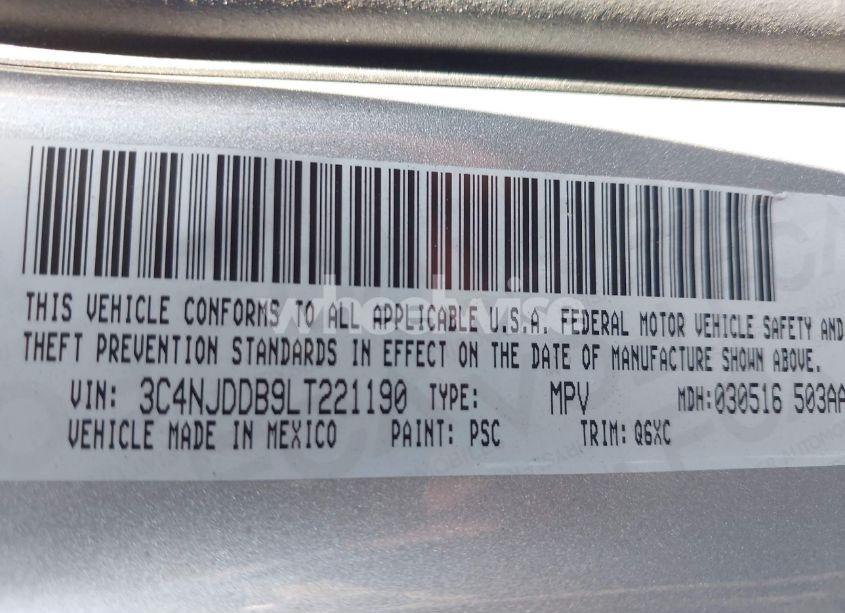 THIS VEHICLE CONFORMS TO ALL APPLICABLE U.S.A. FEDERAL MOTOR VEHICLE SAFETY AND
THEFT PREVENTION STANDARDS IN EFFECT ON THE DATE OF MANUFACTURE SHOWN ABOVE.
VIN: 3C4NJDDB9LT221190 TYPE: MPV MDH:030516 503AA
VEHICLE MADE IN MEXICO PAINT: PSC TRIM: Q6XC
wheelwise